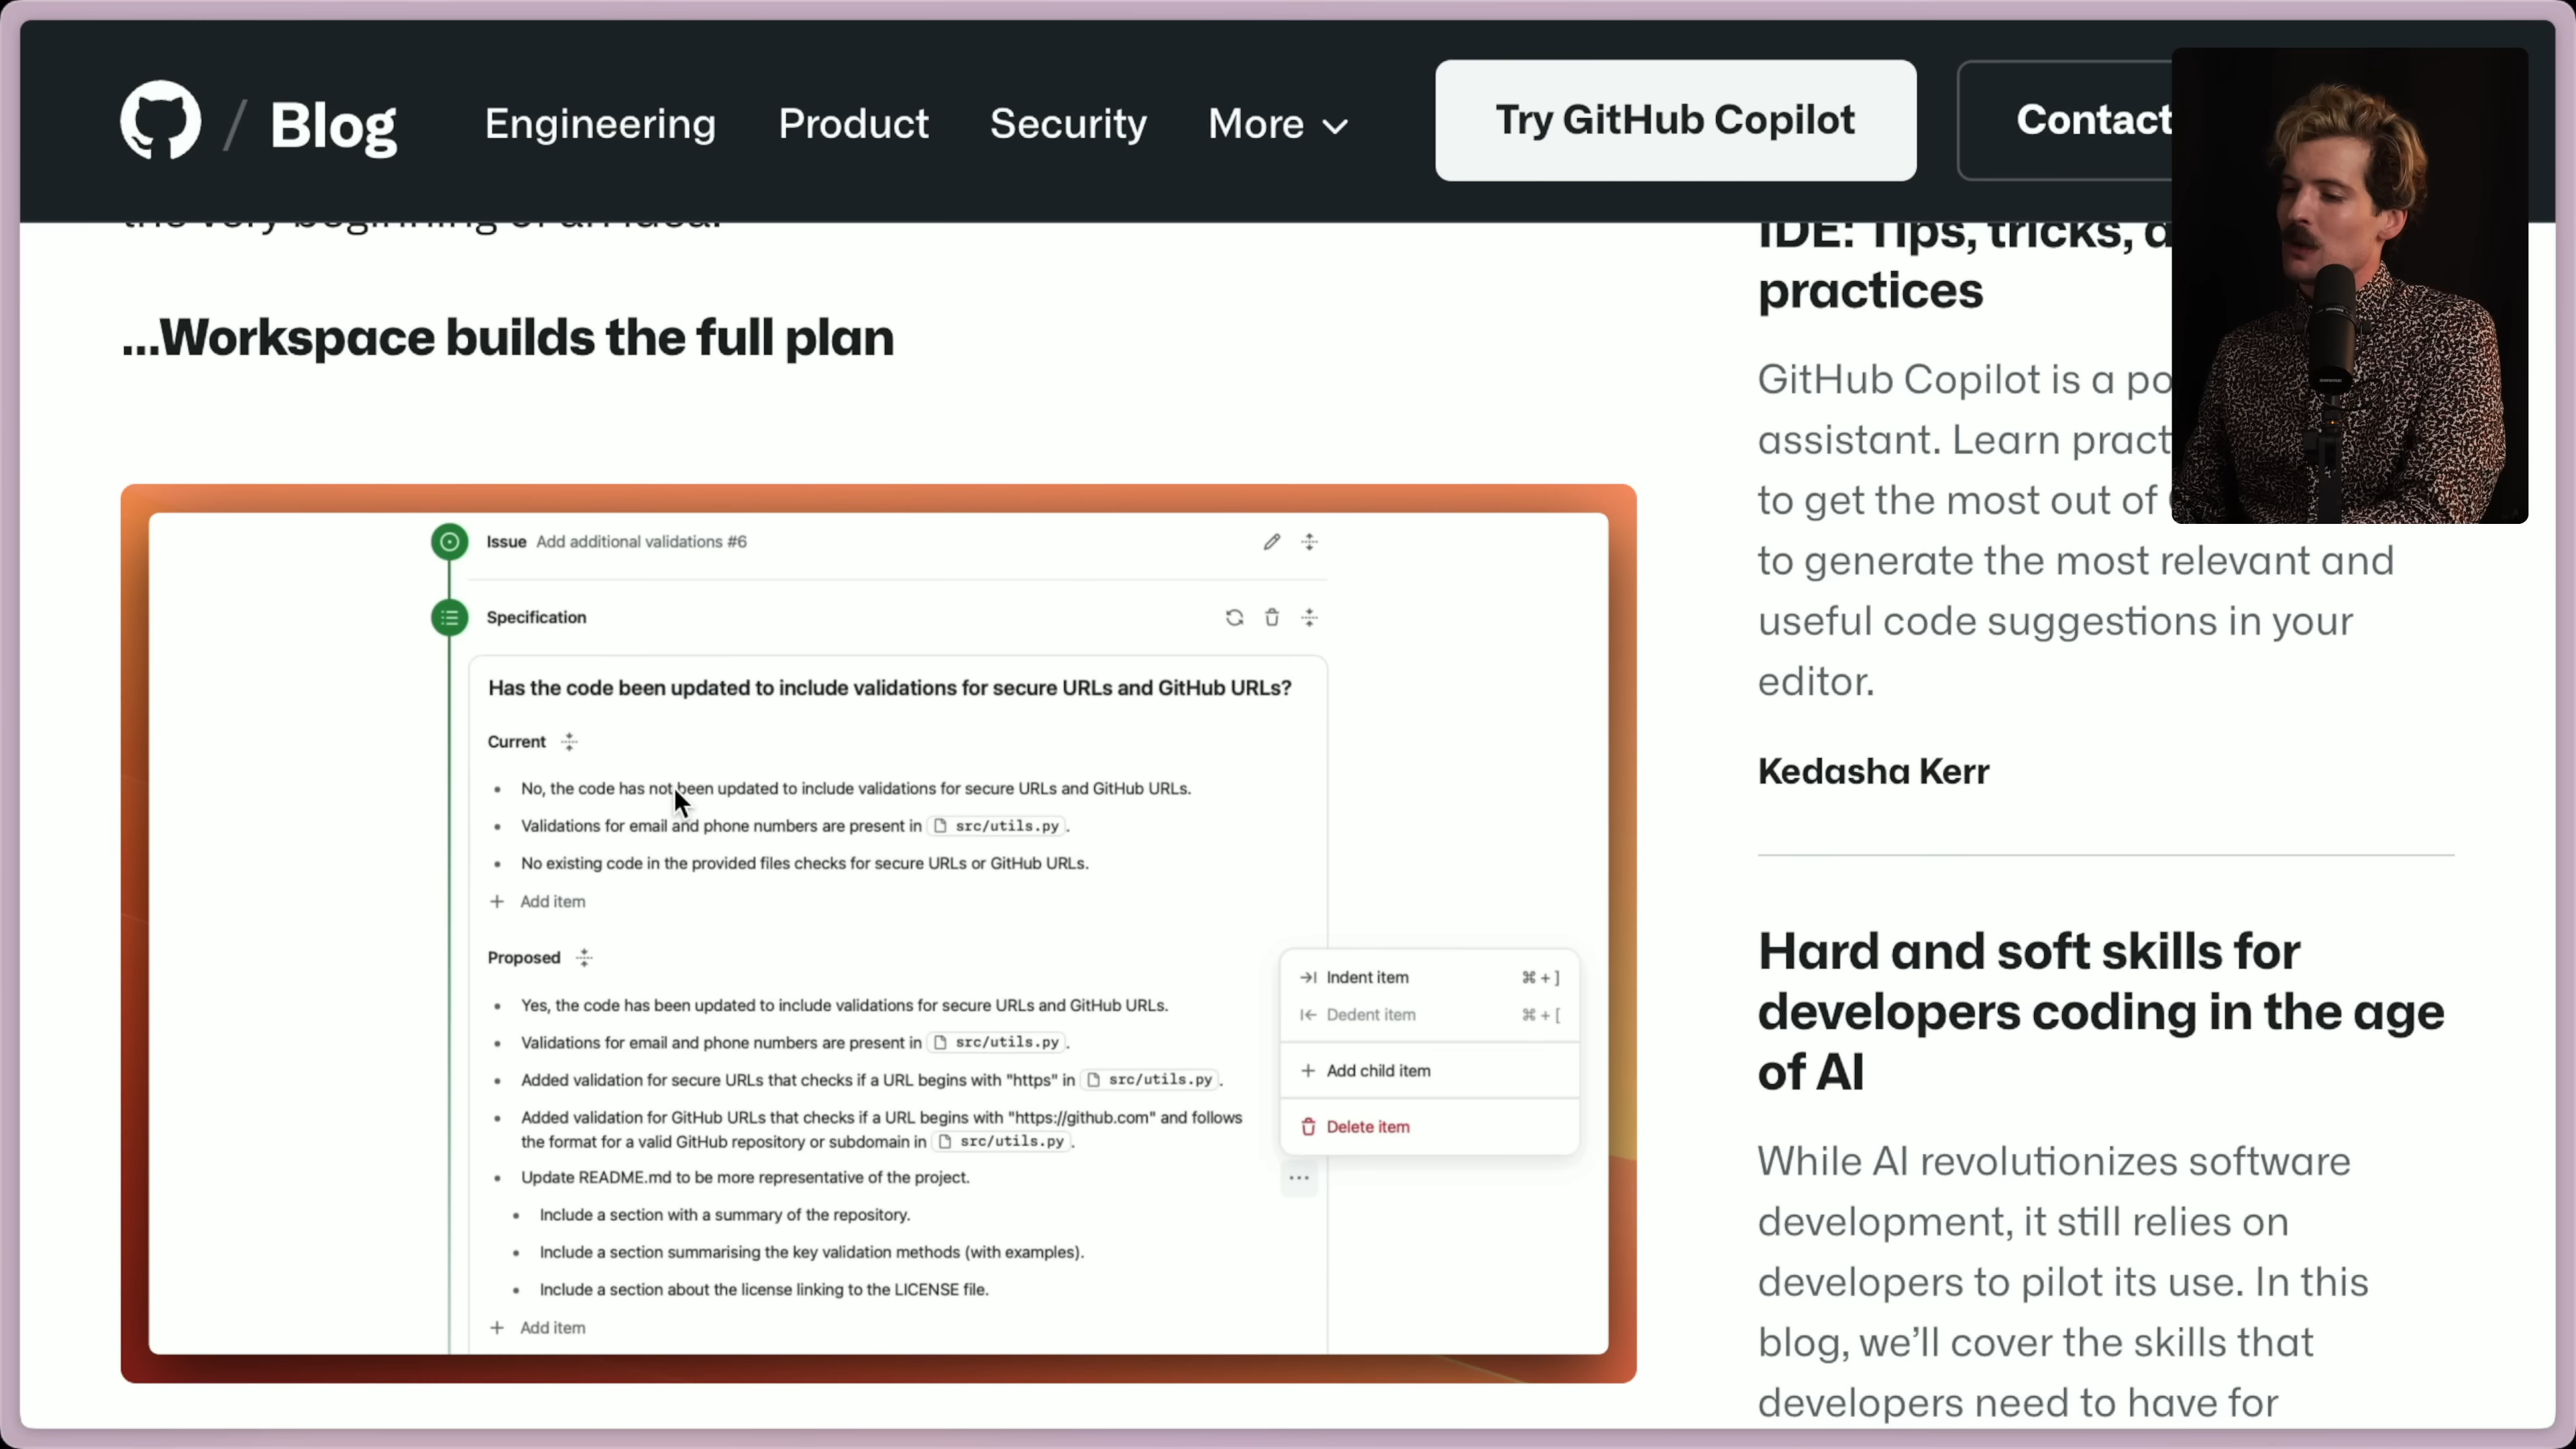 / Blog
Engineering
Product
Security
More
Try GitHub Copilot
Contact
the very beginning of an idea.
...Workspace builds the full plan
Issue Add additional validations #6
Specification
Has the code been updated to include validations for secure URLs and GitHub URLs?
Current
• No, the code has not been updated to include validations for secure URLs and GitHub URLs.
• Validations for email and phone numbers are present in src/utils.py.
• No existing code in the provided files checks for secure URLs or GitHub URLs.
+ Add item
Proposed
• Yes, the code has been updated to include validations for secure URLs and GitHub URLs.
• Validations for email and phone numbers are present in src/utils.py.
• Added validation for secure URLs that checks if a URL begins with "https" in src/utils.py.
• Added validation for GitHub URLs that checks if a URL begins with "https://github.com" and follows
the format for a valid GitHub repository or subdomain in src/utils.py.
• Update README.md to be more representative of the project.
• Include a section with a summary of the repository.
• Include a section summarising the key validation methods (with examples).
• Include a section about the license linking to the LICENSE file.
+ Add item
Indent item ⌘ + ]
Dedent item ⌘ + [
+ Add child item
Delete item
...
IDE: Tips, tricks,
practices
GitHub Copilot is a
assistant. Learn
to get the most out of
to generate the most relevant and
useful code suggestions in your
editor.
Kedasha Kerr
Hard and soft skills for
developers coding in the age
of AI
While AI revolutionizes software
development, it still relies on
developers to pilot its use. In this
blog, we'll cover the skills that
developers need to have for